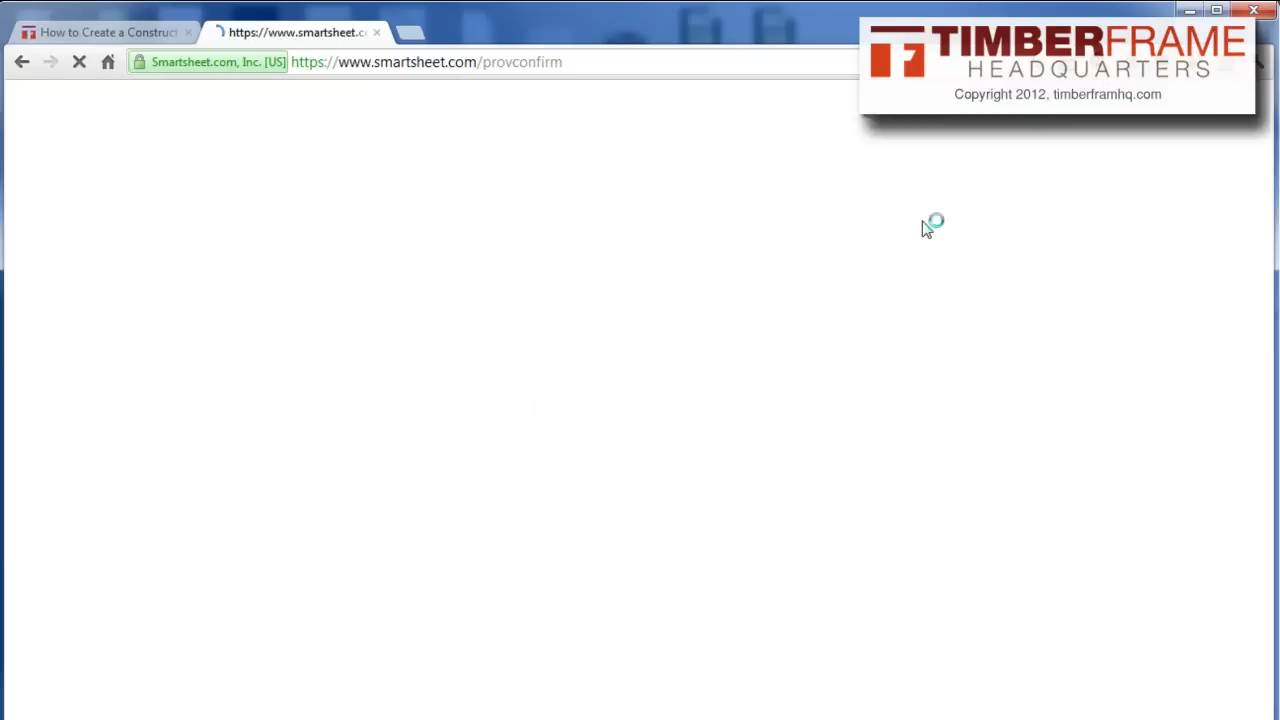 How to Create a Construct
https://www.smartsheet.c
Smartsheet.com, Inc. [US]
https://www.smartsheet.com/provconfirm
TIMBERFRAME
HEADQUARTERS
Copyright 2012, timberframhq.com